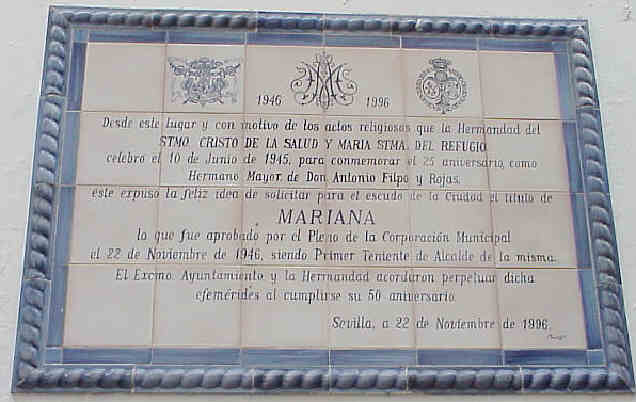 1946 1996
Desde este lugar y con motivo de los actos religiosos que la Hermandad del
STMO. CRISTO DE LA SALUD Y MARIA STMA. DEL REFUGIO
celebro el 10 de Junio de 1945, para conmemorar el 25 aniversario, como
Hermano Mayor de Don Antonio Filpo y Rojas,
este expuso la feliz idea de solicitar para el escudo de la Ciudad el titulo de
MARIANA
lo que fue aprobado por el Pleno de la Corporación Municipal
el 22 de Noviembre de 1946, siendo Primer Teniente de Alcalde de la misma.
El Excmo. Ayuntamiento y la Hermandad acordaron perpetuar dicha
efemérides al cumplirse su 50 aniversario.
Sevilla, a 22 de Noviembre de 1996.